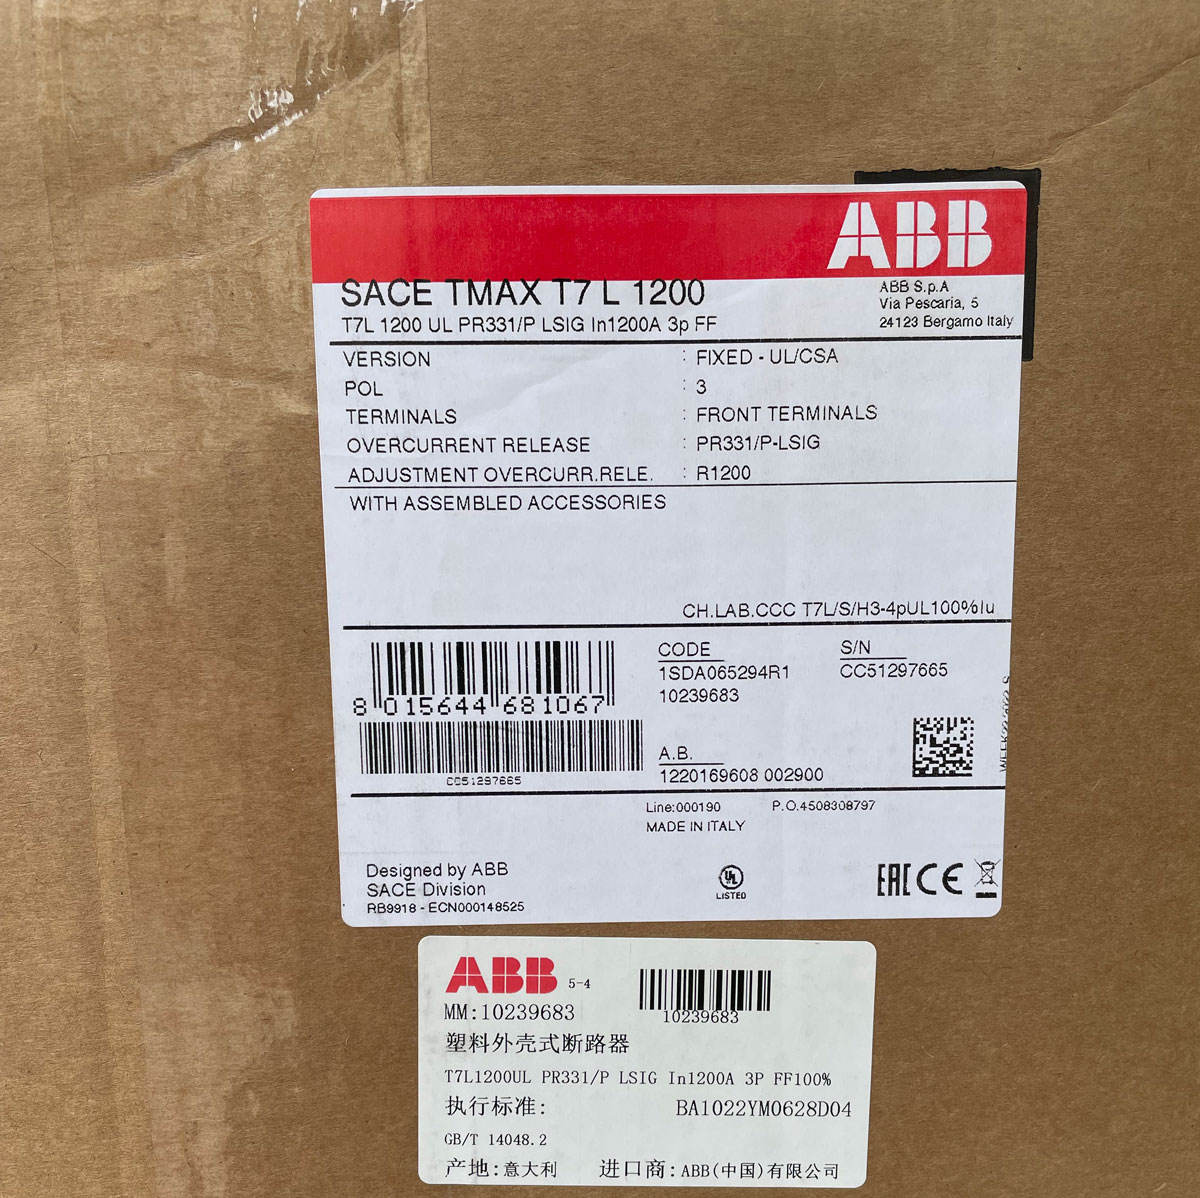 ABB
SACE TMAX T7 L 1200
T7L 1200 UL PR331/P LSIG In1200A 3p FF
ABB S.p.A
Via Pescaria, 5
24123 Bergamo Italy
VERSION : FIXED - UL/CSA
POL : 3
TERMINALS : FRONT TERMINALS
OVERCURRENT RELEASE : PR331/P-LSIG
ADJUSTMENT OVERCURR.RELE. : R1200
WITH ASSEMBLED ACCESSORIES
CH.LAB.CCC T7L/S/H3-4pUL100%Iu
8 015644 681067
CC51297665
CODE
1SDA065294R1
10239683
S/N
CC51297665
A.B.
1220169608 002900
Line:000190 P.O.4508308797
MADE IN ITALY
Designed by ABB
SACE Division
RB9918 - ECN000148525
UL
LISTED
EAC CE
ABB 5-4
10239683
MM:10239683
塑料外壳式断路器
T7L1200UL PR331/P LSIG In1200A 3P FF100%
执行标准: BA1022YM0628D04
GB/T 14048.2
产地:意大利 进口商:ABB(中国)有限公司